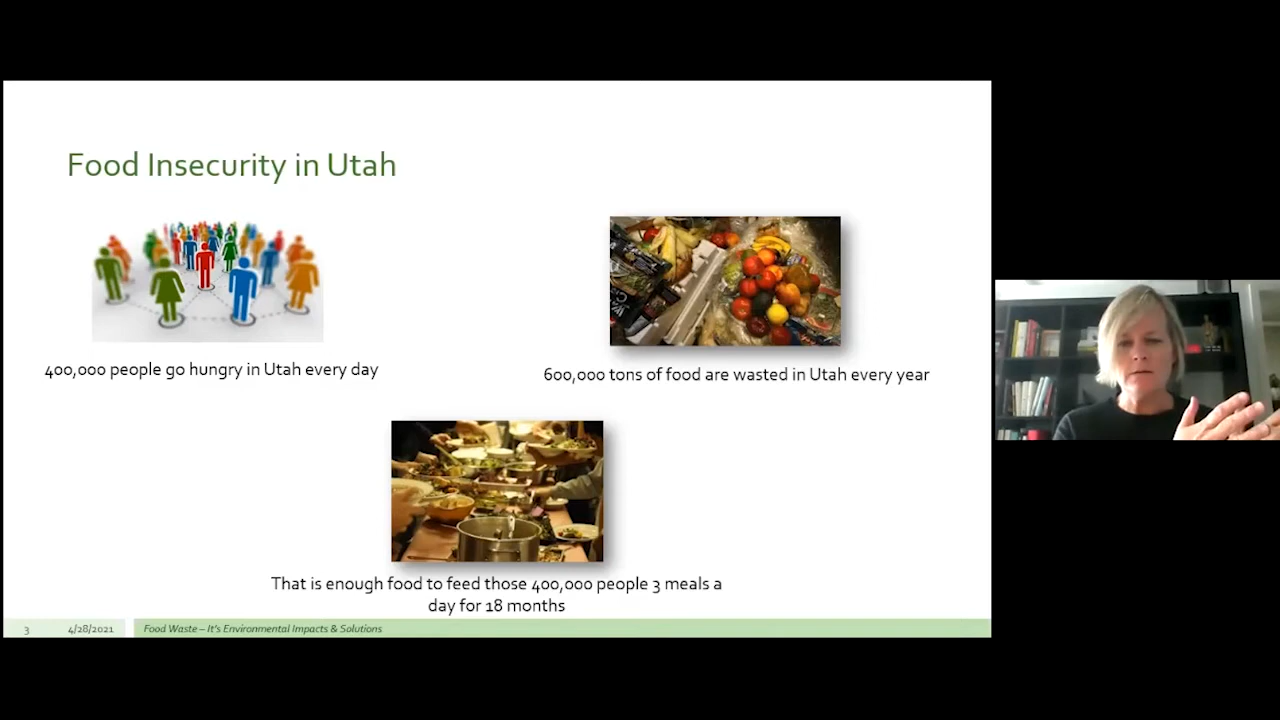 Food Insecurity in Utah
400,000 people go hungry in Utah every day
600,000 tons of food are wasted in Utah every year
That is enough food to feed those 400,000 people 3 meals a
day for 18 months
3 4/28/2021 Food Waste – It's Environmental Impacts & Solutions